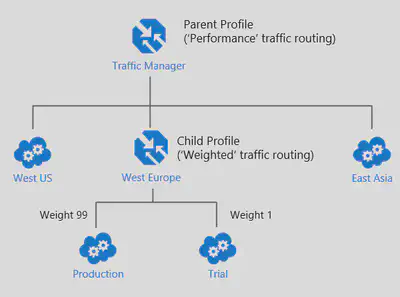 Parent Profile
('Performance' traffic routing)
Traffic Manager
Child Profile
('Weighted' traffic routing)
West US
West Europe
East Asia
Weight 99
Weight 1
Production
Trial